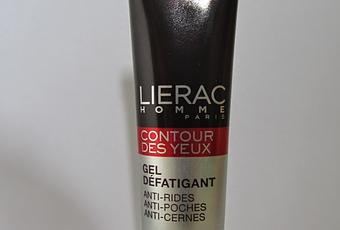 LIERAC
HOMME
PARIS
CONTOUR
DES YEUX
GEL
DÉFATIGANT
ANTI-RIDES
ANTI-POCHES
ANTI-CERNES